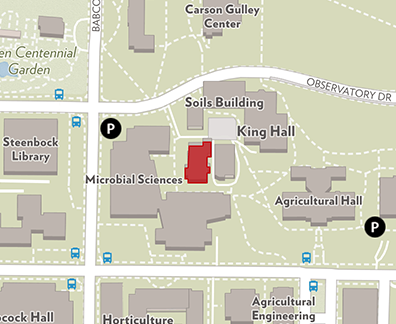 Carson Gulley
Center
BABCO
en Centennial
Garden
OBSERVATORY DR
Soils Building
P
King Hall
Steenbock
Library
Microbial Sciences
Agricultural Hall
P
cock Hall
Horticulture
Agricultural
Engineering